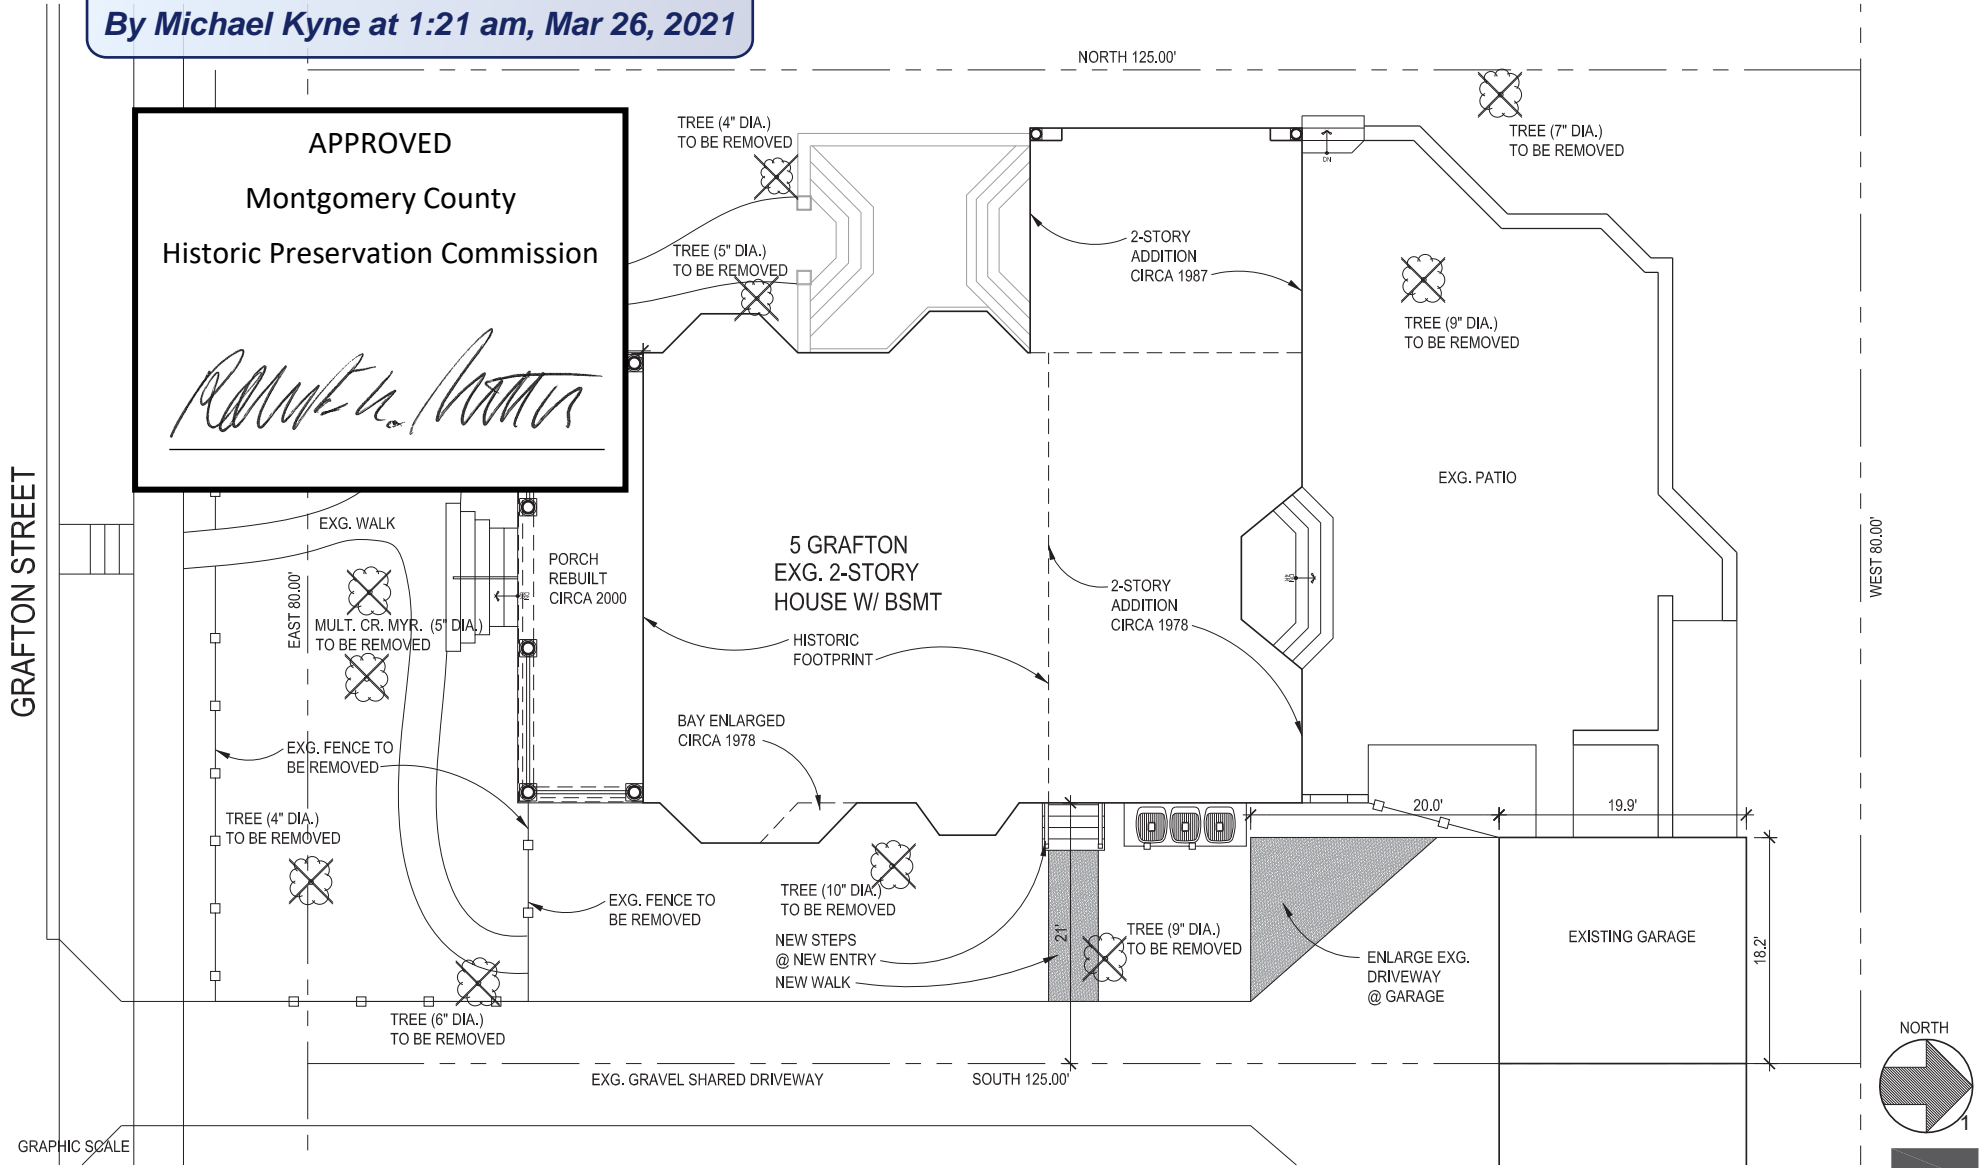 By Michael Kyne at 1:21 am, Mar 26, 2021
NORTH 125.00'
APPROVED
Montgomery County
Historic Preservation Commission
TREE (4" DIA.)
TO BE REMOVED
TREE (5" DIA.)
TO BE REMOVED
TREE (7" DIA.)
TO BE REMOVED
DN
2-STORY
ADDITION
CIRCA 1987
TREE (9" DIA.)
TO BE REMOVED
EXG. PATIO
GRAFTON STREET
EXG. WALK
EAST 80.00'
MULT. CR. MYR. (5" DIA.)
TO BE REMOVED
PORCH
REBUILT
CIRCA 2000
5 GRAFTON
EXG. 2-STORY
HOUSE W/ BSMT
HISTORIC
FOOTPRINT
2-STORY
ADDITION
CIRCA 1978
WEST 80.00'
BAY ENLARGED
CIRCA 1978
EXG. FENCE TO
BE REMOVED
TREE (4" DIA.)
TO BE REMOVED
EXG. FENCE TO
BE REMOVED
TREE (10" DIA.)
TO BE REMOVED
NEW STEPS
@ NEW ENTRY
NEW WALK
21'
TREE (9" DIA.)
TO BE REMOVED
20.0'
19.9'
ENLARGE EXG.
DRIVEWAY
@ GARAGE
EXISTING GARAGE
18.2'
TREE (6" DIA.)
TO BE REMOVED
EXG. GRAVEL SHARED DRIVEWAY
SOUTH 125.00'
NORTH
1
GRAPHIC SCALE